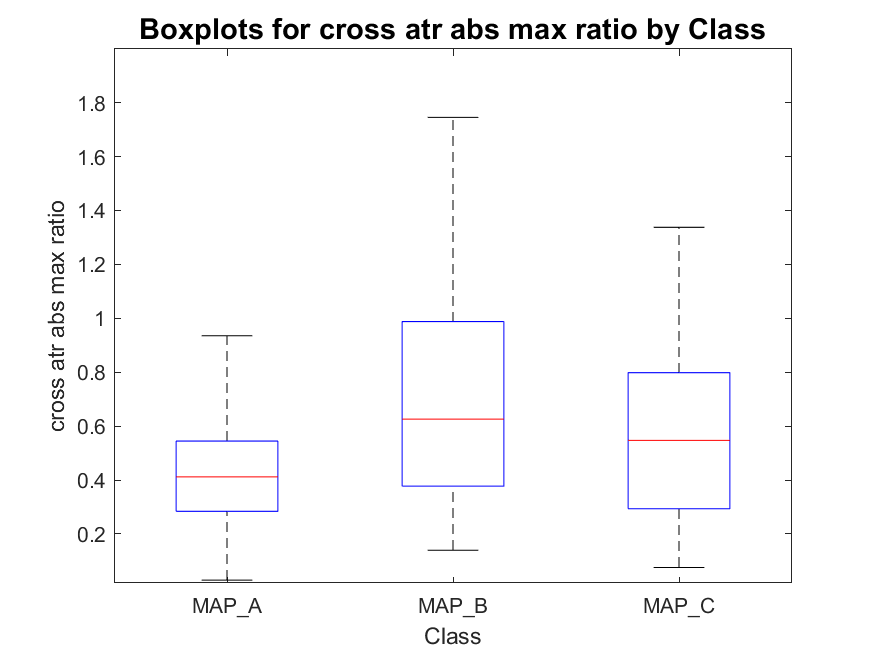 Boxplots for cross atr abs max ratio by Class
1.8
1.6
1.4
1.2
1
0.8
0.6
0.4
0.2
cross atr abs max ratio
MAP_A MAP_B MAP_C
Class